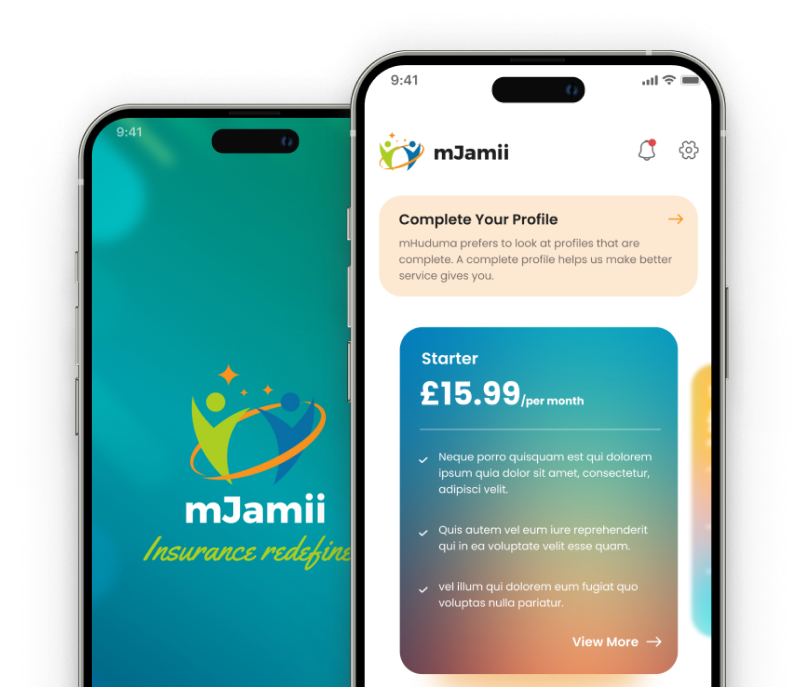 9:41
mJamii
Insurance redefine
9:41
mJamii
Complete Your Profile
mHuduma prefers to look at profiles that are
complete. A complete profile helps us make better
service gives you.
Starter
£15.99/per month
Neque porro quisquam est qui dolorem
ipsum quia dolor sit amet, consectetur,
adipisci velit.
Quis autem vel eum iure reprehenderit
qui in ea voluptate velit esse quam.
vel illum qui dolorem eum fugiat quo
voluptas nulla pariatur.
View More